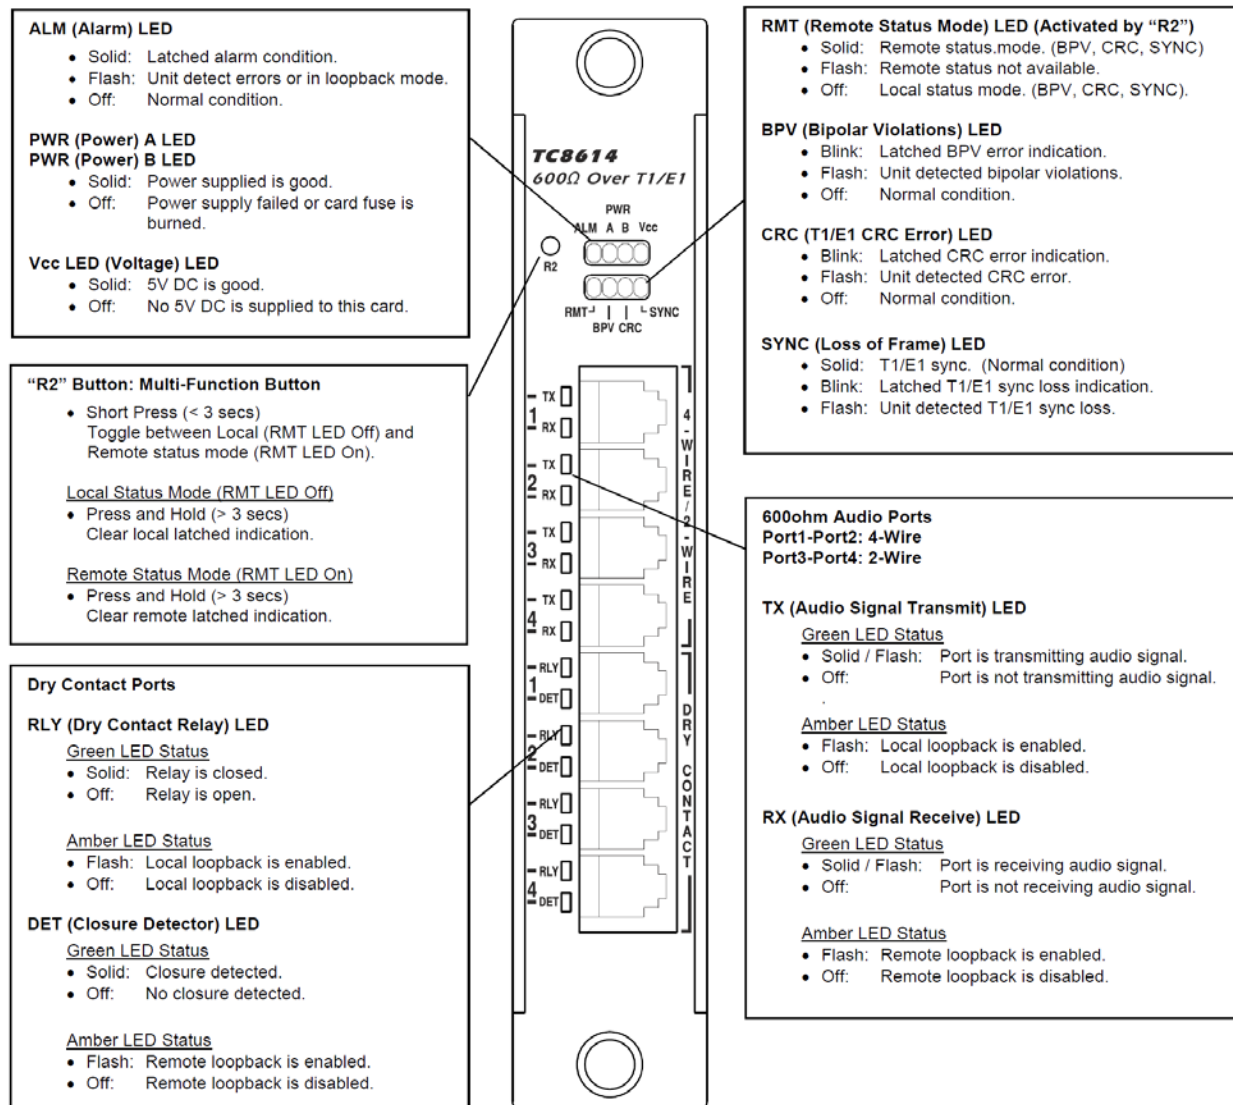 ALM (Alarm) LED
• Solid: Latched alarm condition.
• Flash: Unit detect errors or in loopback mode.
• Off: Normal condition.
PWR (Power) A LED
PWR (Power) B LED
• Solid: Power supplied is good.
• Off: Power supply failed or card fuse is
burned.
Vcc LED (Voltage) LED
• Solid: 5V DC is good.
• Off: No 5V DC is supplied to this card.
"R2" Button: Multi-Function Button
• Short Press (< 3 secs)
Toggle between Local (RMT LED Off) and
Remote status mode (RMT LED On).
Local Status Mode (RMT LED Off)
• Press and Hold (> 3 secs)
Clear local latched indication.
Remote Status Mode (RMT LED On)
• Press and Hold (> 3 secs)
Clear remote latched indication.
Dry Contact Ports
RLY (Dry Contact Relay) LED
Green LED Status
• Solid: Relay is closed.
• Off: Relay is open.
Amber LED Status
• Flash: Local loopback is enabled.
• Off: Local loopback is disabled.
DET (Closure Detector) LED
Green LED Status
• Solid: Closure detected.
• Off: No closure detected.
Amber LED Status
• Flash: Remote loopback is enabled.
• Off: Remote loopback is disabled.
TC8614
600Ω Over T1/E1
PWR
ALM A B Vcc
R2
RMT SYNC
BPV CRC
TX
1
RX
TX
2
RX
TX
3
RX
TX
4
RX
RLY
1
DET
RLY
2
DET
RLY
3
DET
RLY
4
DET
4-WIRE/2-WIRE
DRY CONTACT
RMT (Remote Status Mode) LED (Activated by "R2")
• Solid: Remote status.mode. (BPV, CRC, SYNC)
• Flash: Remote status not available.
• Off: Local status mode. (BPV, CRC, SYNC).
BPV (Bipolar Violations) LED
• Blink: Latched BPV error indication.
• Flash: Unit detected bipolar violations.
• Off: Normal condition.
CRC (T1/E1 CRC Error) LED
• Blink: Latched CRC error indication.
• Flash: Unit detected CRC error.
• Off: Normal condition.
SYNC (Loss of Frame) LED
• Solid: T1/E1 sync. (Normal condition)
• Blink: Latched T1/E1 sync loss indication.
• Flash: Unit detected T1/E1 sync loss.
600ohm Audio Ports
Port1-Port2: 4-Wire
Port3-Port4: 2-Wire
TX (Audio Signal Transmit) LED
Green LED Status
• Solid / Flash: Port is transmitting audio signal.
• Off: Port is not transmitting audio signal.
.
Amber LED Status
• Flash: Local loopback is enabled.
• Off: Local loopback is disabled.
RX (Audio Signal Receive) LED
Green LED Status
• Solid / Flash: Port is receiving audio signal.
• Off: Port is not receiving audio signal.
Amber LED Status
• Flash: Remote loopback is enabled.
• Off: Remote loopback is disabled.